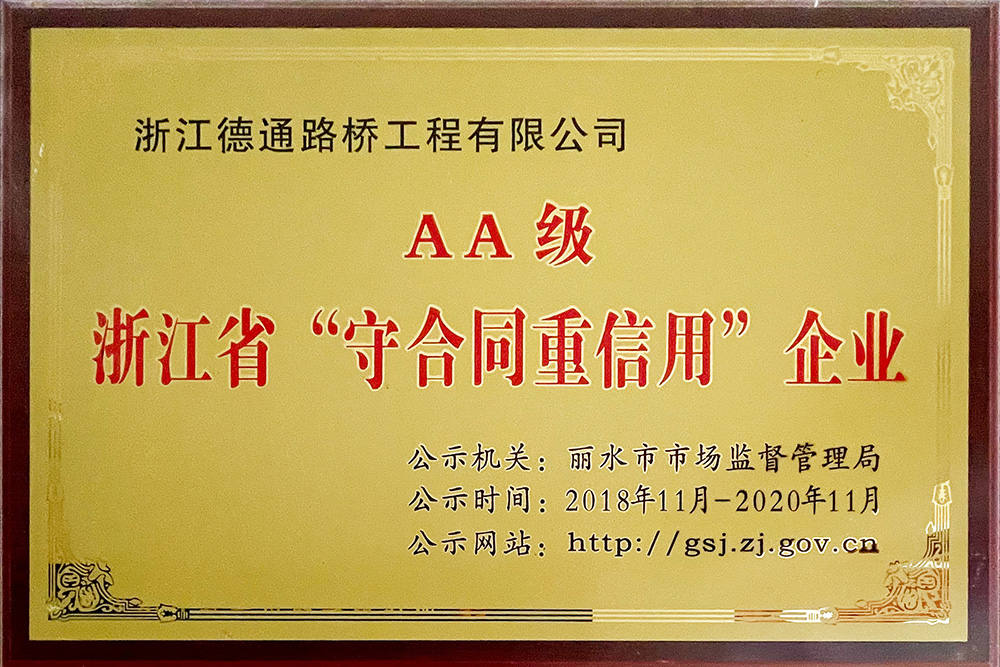 浙江德通路桥工程有限公司
AA级
浙江省“守合同重信用”企业
公示机关：丽水市市场监督管理局
公示时间：2018年11月-2020年11月
公示网站：http://gsj.zj.gov.cn